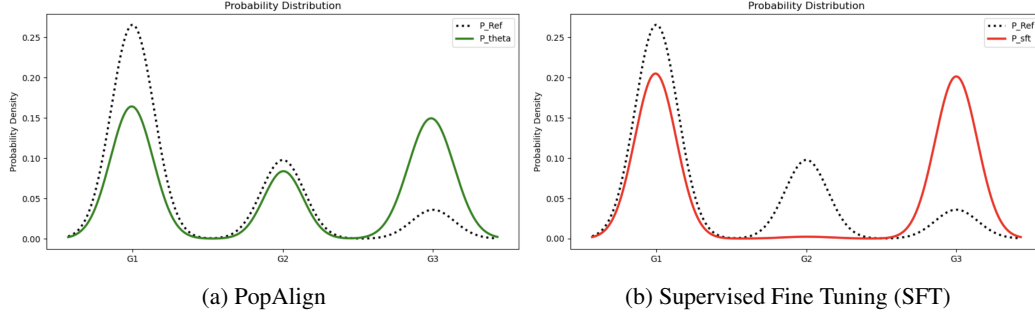 Probability Distribution
P_Ref
P_theta
Probability Density
0.25
0.20
0.15
0.10
0.05
0.00
G1
G2
G3
(a) PopAlign
Probability Distribution
P_Ref
P_sft
Probability Density
0.25
0.20
0.15
0.10
0.05
0.00
G1
G2
G3
(b) Supervised Fine Tuning (SFT)